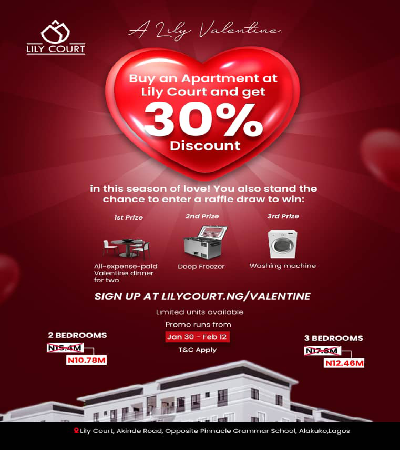 A Lily Valentine
LILY COURT
Buy an Apartment at
Lily Court and get
30%
Discount
in this season of love! You also stand the
chance to enter a raffle draw to win:
1st Prize
2nd Prize
3rd Prize
All-expense-paid
Valentine dinner
for two
Deep Freezer
Washing machine
SIGN UP AT LILYCOURT.NG/VALENTINE
Limited units available
Promo runs from
Jan 30 - Feb 12
T&C Apply
2 BEDROOMS
N15.4M
N10.78M
3 BEDROOMS
N17.8M
N12.46M
Lily Court, Akinde Road, Opposite Pinnacle Grammar School, Alakuko,Lagos